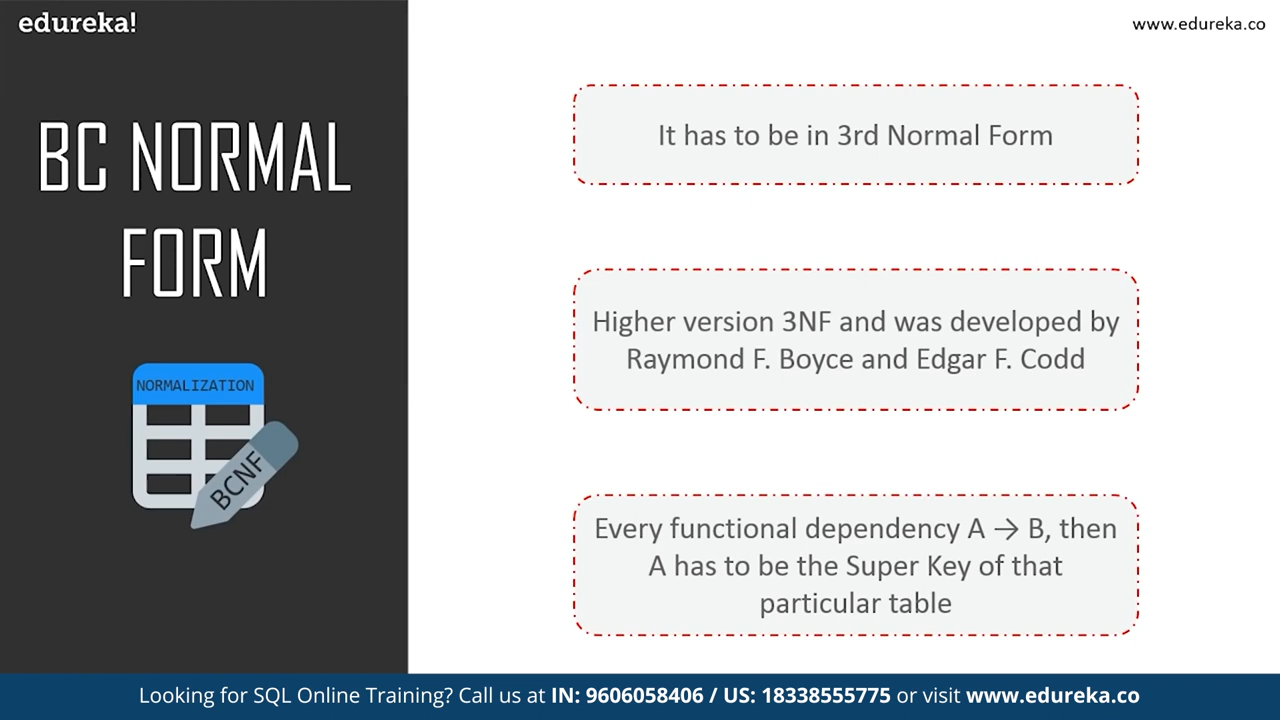 edureka!
www.edureka.co
BC NORMAL
FORM
NORMALIZATION
BCNF
It has to be in 3rd Normal Form
Higher version 3NF and was developed by
Raymond F. Boyce and Edgar F. Codd
Every functional dependency A → B, then
A has to be the Super Key of that
particular table
Looking for SQL Online Training? Call us at IN: 9606058406 / US: 18338555775 or visit www.edureka.co